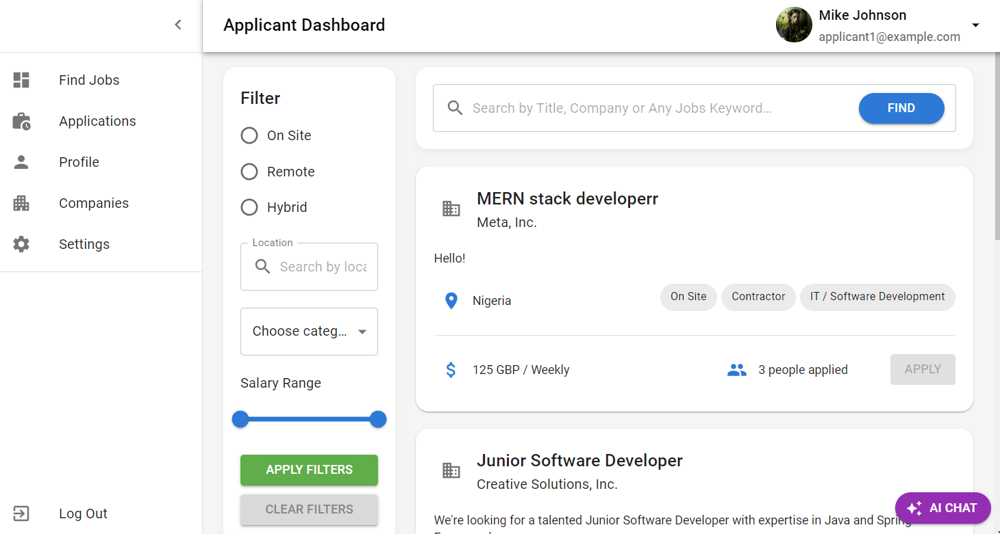 Applicant Dashboard
Mike Johnson
applicant1@example.com
Find Jobs
Applications
Profile
Companies
Settings
Log Out
Filter
On Site
Remote
Hybrid
Location
Search by loca
Choose categ...
Salary Range
APPLY FILTERS
CLEAR FILTERS
Search by Title, Company or Any Jobs Keyword...
FIND
MERN stack developerr
Meta, Inc.
Hello!
Nigeria
On Site
Contractor
IT / Software Development
125 GBP / Weekly
3 people applied
APPLY
Junior Software Developer
Creative Solutions, Inc.
We're looking for a talented Junior Software Developer with expertise in Java and Spring
AI CHAT